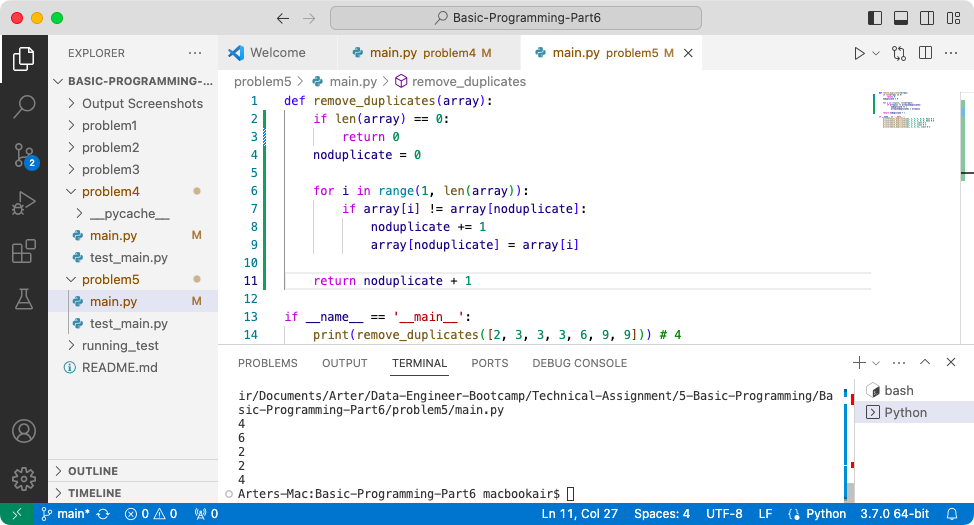 Basic-Programming-Part6
EXPLORER
Welcome
main.py problem4 M
main.py problem5 M
BASIC-PROGRAMMING-...
Output Screenshots
problem1
problem2
problem3
problem4
__pycache__
main.py M
test_main.py
problem5
main.py M
test_main.py
running_test
README.md
OUTLINE
TIMELINE
2
problem5 > main.py > remove_duplicates
1 def remove_duplicates(array):
2 if len(array) == 0:
3 return 0
4 noduplicate = 0
5
6 for i in range(1, len(array)):
7 if array[i] != array[noduplicate]:
8 noduplicate += 1
9 array[noduplicate] = array[i]
10
11 return noduplicate + 1
12
13 if __name__ == '__main__':
14 print(remove_duplicates([2, 3, 3, 3, 6, 9, 9])) # 4
PROBLEMS OUTPUT TERMINAL PORTS DEBUG CONSOLE
ir/Documents/Arter/Data-Engineer-Bootcamp/Technical-Assignment/5-Basic-Programming/Ba
sic-Programming-Part6/problem5/main.py
4
6
2
2
4
Arters-Mac:Basic-Programming-Part6 macbookair$
bash
Python
main* 0 0 0 Ln 11, Col 27 Spaces: 4 UTF-8 LF Python 3.7.0 64-bit